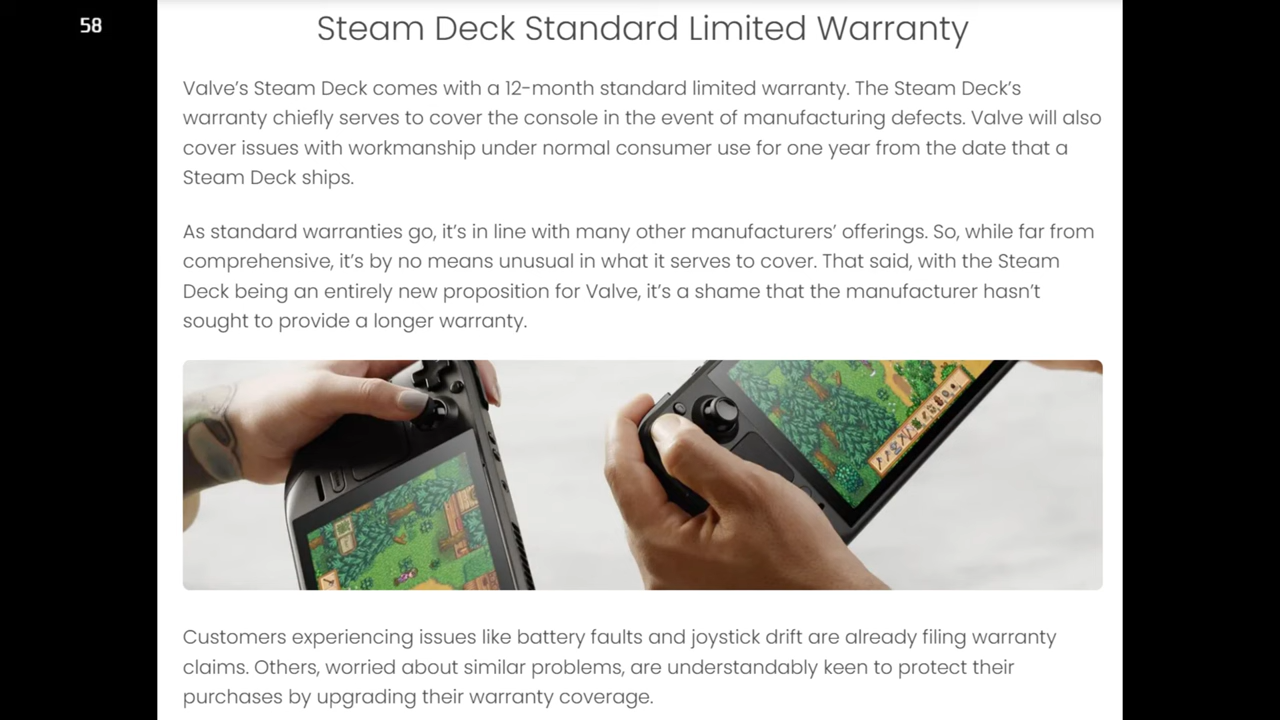 58
Steam Deck Standard Limited Warranty
Valve’s Steam Deck comes with a 12-month standard limited warranty. The Steam Deck’s
warranty chiefly serves to cover the console in the event of manufacturing defects. Valve will also
cover issues with workmanship under normal consumer use for one year from the date that a
Steam Deck ships.
As standard warranties go, it’s in line with many other manufacturers’ offerings. So, while far from
comprehensive, it’s by no means unusual in what it serves to cover. That said, with the Steam
Deck being an entirely new proposition for Valve, it’s a shame that the manufacturer hasn’t
sought to provide a longer warranty.
Customers experiencing issues like battery faults and joystick drift are already filing warranty
claims. Others, worried about similar problems, are understandably keen to protect their
purchases by upgrading their warranty coverage.